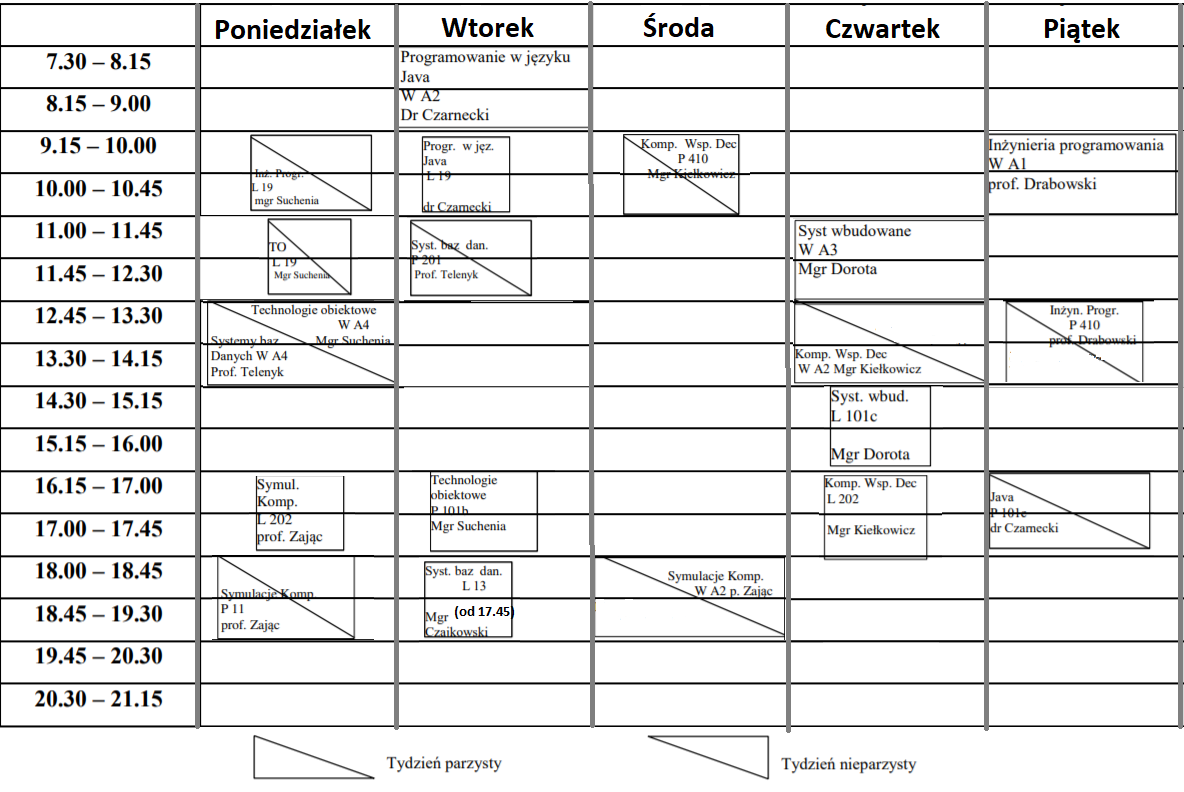 Poniedziałek Wtorek Środa Czwartek Piątek
7.30 – 8.15
Programowanie w języku
Java
8.15 – 9.00
W A2
Dr Czarnecki
9.15 – 10.00
10.00 – 10.45
Inż. Progr.
L 19
mgr Suchenia
Progr. w jęz.
Java
L 19
dr Czarnecki
Komp. Wsp. Dec
P 410
Mgr Kiełkowicz
Inżynieria programowania
W A1
prof. Drabowski
11.00 – 11.45
11.45 – 12.30
TO
L 19
Mgr Suchenia
Syst. baz dan.
P 201
Prof. Telenyk
Syst wbudowane
W A3
Mgr Dorota
12.45 – 13.30
13.30 – 14.15
Technologie obiektowe
W A4
Mgr Suchenia
Systemy baz
Danych W A4
Prof. Telenyk
Komp. Wsp. Dec
W A2 Mgr Kiełkowicz
Inżyn. Progr.
P 410
prof. Drabowski
14.30 – 15.15
15.15 – 16.00
Syst. wbud.
L 101c
Mgr Dorota
16.15 – 17.00
17.00 – 17.45
Symul.
Komp.
L 202
prof. Zając
Technologie
obiektowe
P 101b
Mgr Suchenia
Komp. Wsp. Dec
L 202
Mgr Kiełkowicz
Java
P 101c
dr Czarnecki
18.00 – 18.45
18.45 – 19.30
Symulacje Komp.
P 11
prof. Zając
Syst. baz dan.
L 13
Mgr (od 17.45)
Czaikowski
Symulacje Komp.
W A2 p. Zając
19.45 – 20.30
20.30 – 21.15
Tydzień parzysty
Tydzień nieparzysty